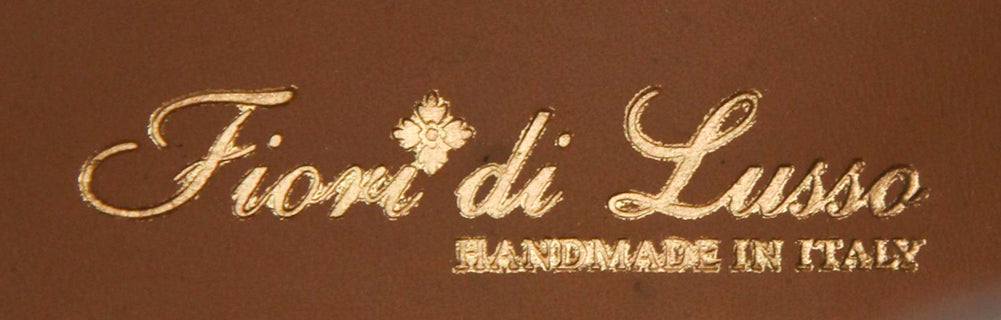 Fiori di Lusso
HANDMADE IN ITALY